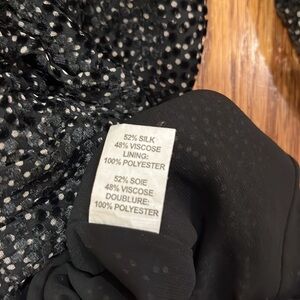 52% SILK
48% VISCOSE
LINING:
100% POLYESTER
52% SOIE
48% VISCOSE
DOUBLURE:
100% POLYESTER